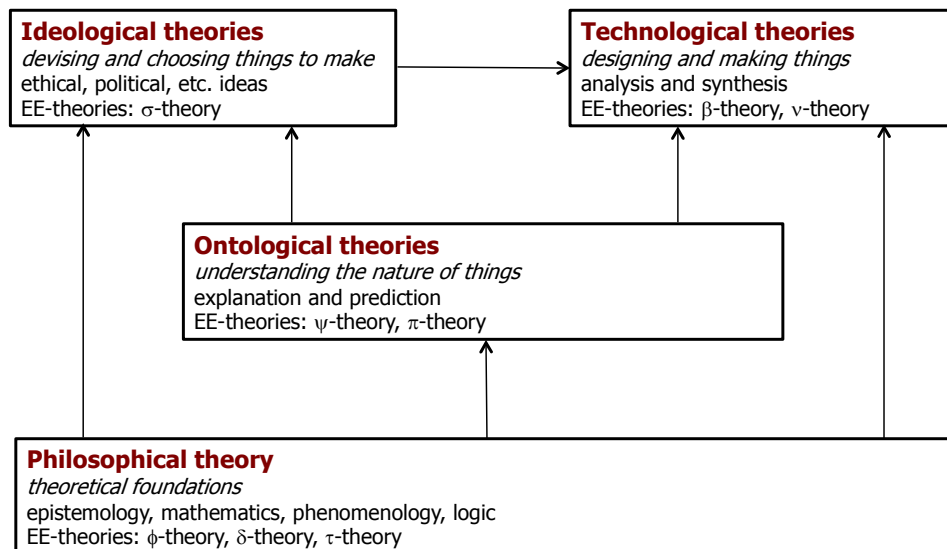 Ideological theories
devising and choosing things to make
ethical, political, etc. ideas
EE-theories: σ-theory
Technological theories
designing and making things
analysis and synthesis
EE-theories: β-theory, ν-theory
Ontological theories
understanding the nature of things
explanation and prediction
EE-theories: ψ-theory, π-theory
Philosophical theory
theoretical foundations
epistemology, mathematics, phenomenology, logic
EE-theories: ϕ-theory, δ-theory, τ-theory